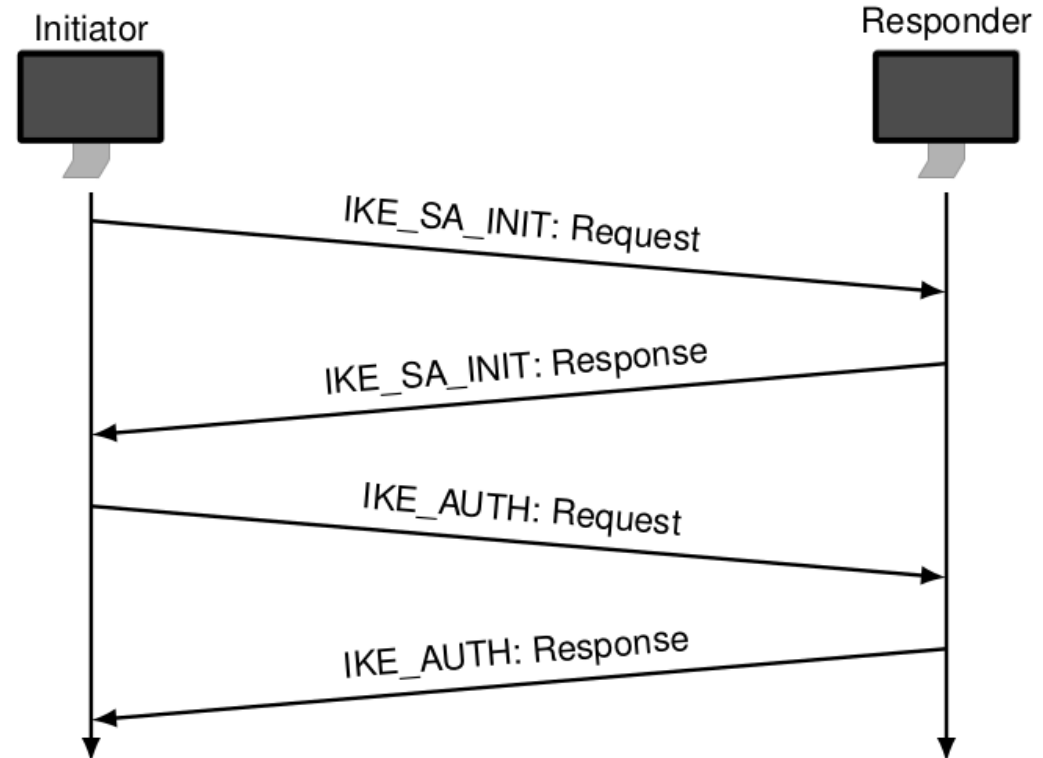 Initiator
Responder
IKE_SA_INIT: Request
IKE_SA_INIT: Response
IKE_AUTH: Request
IKE_AUTH: Response